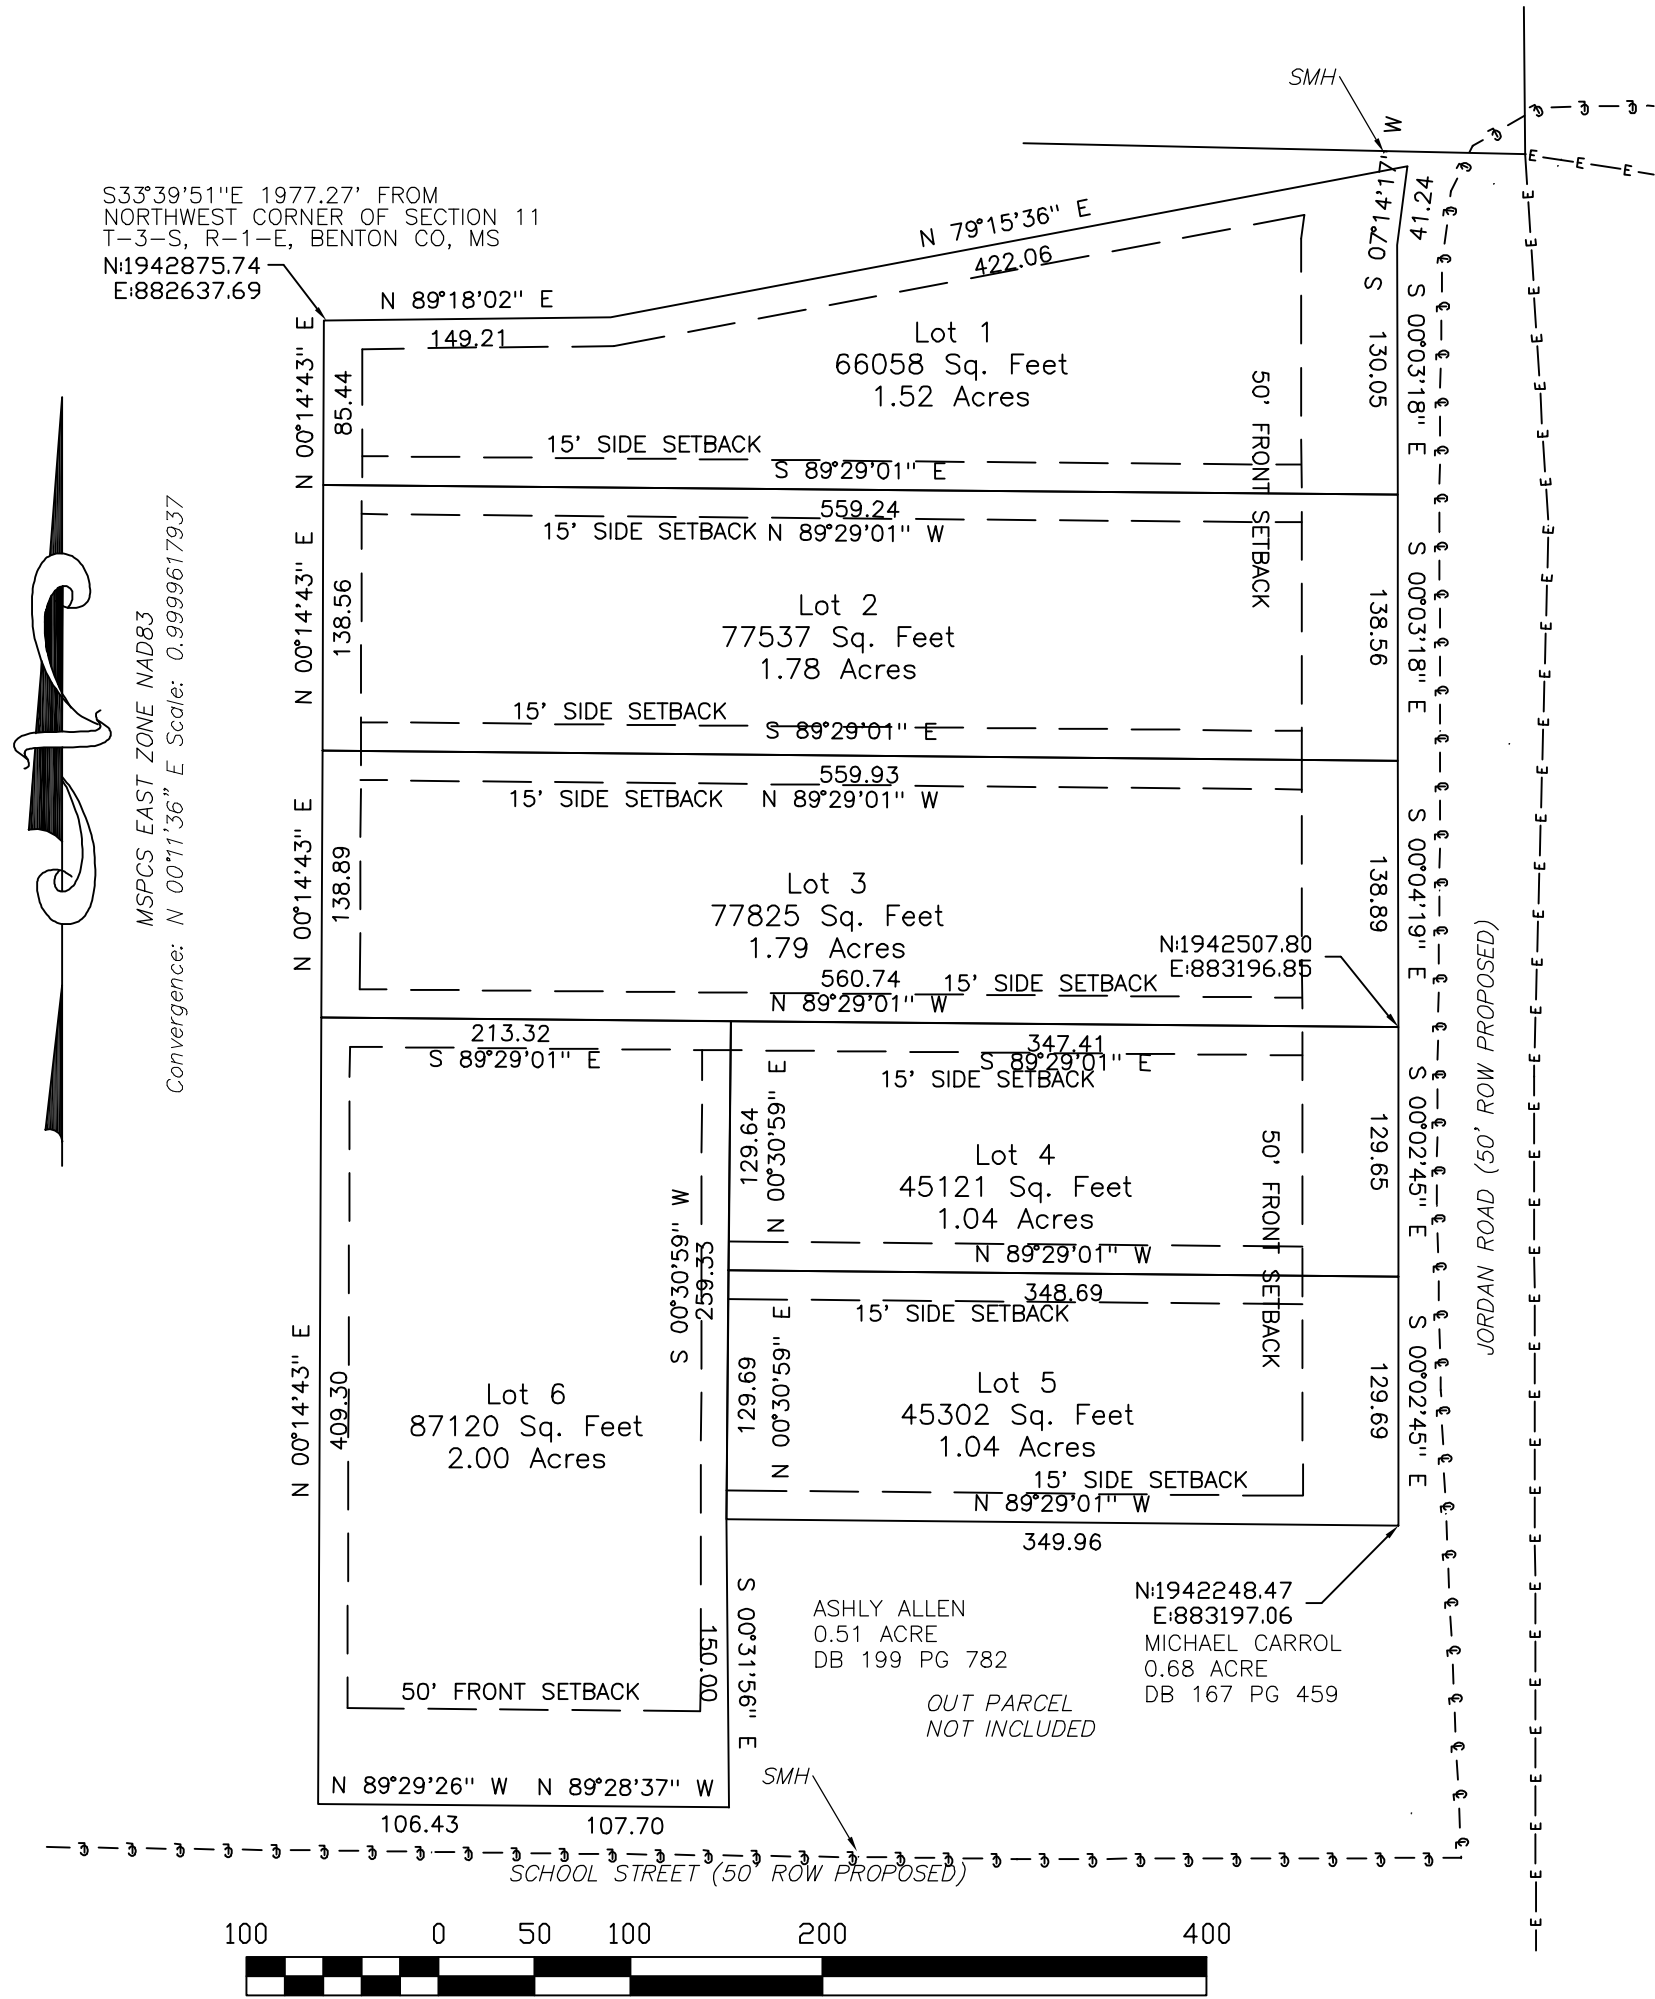 SMH
S33°39'51"E 1977.27' FROM
NORTHWEST CORNER OF SECTION 11
T-3-S, R-1-E, BENTON CO, MS
N:1942875.74
E:882637.69
N 89°18'02" E
149.21
N 79°15'36" E
422.06
S 07°14'17" W
41.24
N 00°14'43" E
85.44
Lot 1
66058 Sq. Feet
1.52 Acres
130.05
S 00°03'18" E
50' FRONT SETBACK
15' SIDE SETBACK
S 89°29'01" E
559.24
15' SIDE SETBACK
N 89°29'01" W
N 00°14'43" E
138.56
Lot 2
77537 Sq. Feet
1.78 Acres
138.56
S 00°03'18" E
15' SIDE SETBACK
S 89°29'01" E
559.93
15' SIDE SETBACK
N 89°29'01" W
N 00°14'43" E
138.89
Lot 3
77825 Sq. Feet
1.79 Acres
138.89
S 00°04'19" E
N:1942507.80
E:883196.85
560.74
15' SIDE SETBACK
N 89°29'01" W
MSPCS EAST ZONE NAD83
Convergence: N 00°11'36" E Scale: 0.9999617937
JORDAN ROAD (50' ROW PROPOSED)
213.32
S 89°29'01" E
347.41
S 89°29'01" E
15' SIDE SETBACK
129.64
N 00°30'59" E
Lot 4
45121 Sq. Feet
1.04 Acres
129.65
S 00°02'45" E
50' FRONT SETBACK
N 89°29'01" W
348.69
15' SIDE SETBACK
S 00°30'59" W
259.33
129.69
N 00°30'59" E
Lot 5
45302 Sq. Feet
1.04 Acres
129.69
S 00°02'45" E
15' SIDE SETBACK
N 89°29'01" W
349.96
N 00°14'43" E
409.30
Lot 6
87120 Sq. Feet
2.00 Acres
150.00
S 00°31'56" E
50' FRONT SETBACK
ASHLY ALLEN
0.51 ACRE
DB 199 PG 782
N:1942248.47
E:883197.06
MICHAEL CARROL
0.68 ACRE
DB 167 PG 459
OUT PARCEL
NOT INCLUDED
N 89°29'26" W
N 89°28'37" W
106.43
107.70
SMH
SCHOOL STREET (50' ROW PROPOSED)
100 0 50 100 200 400